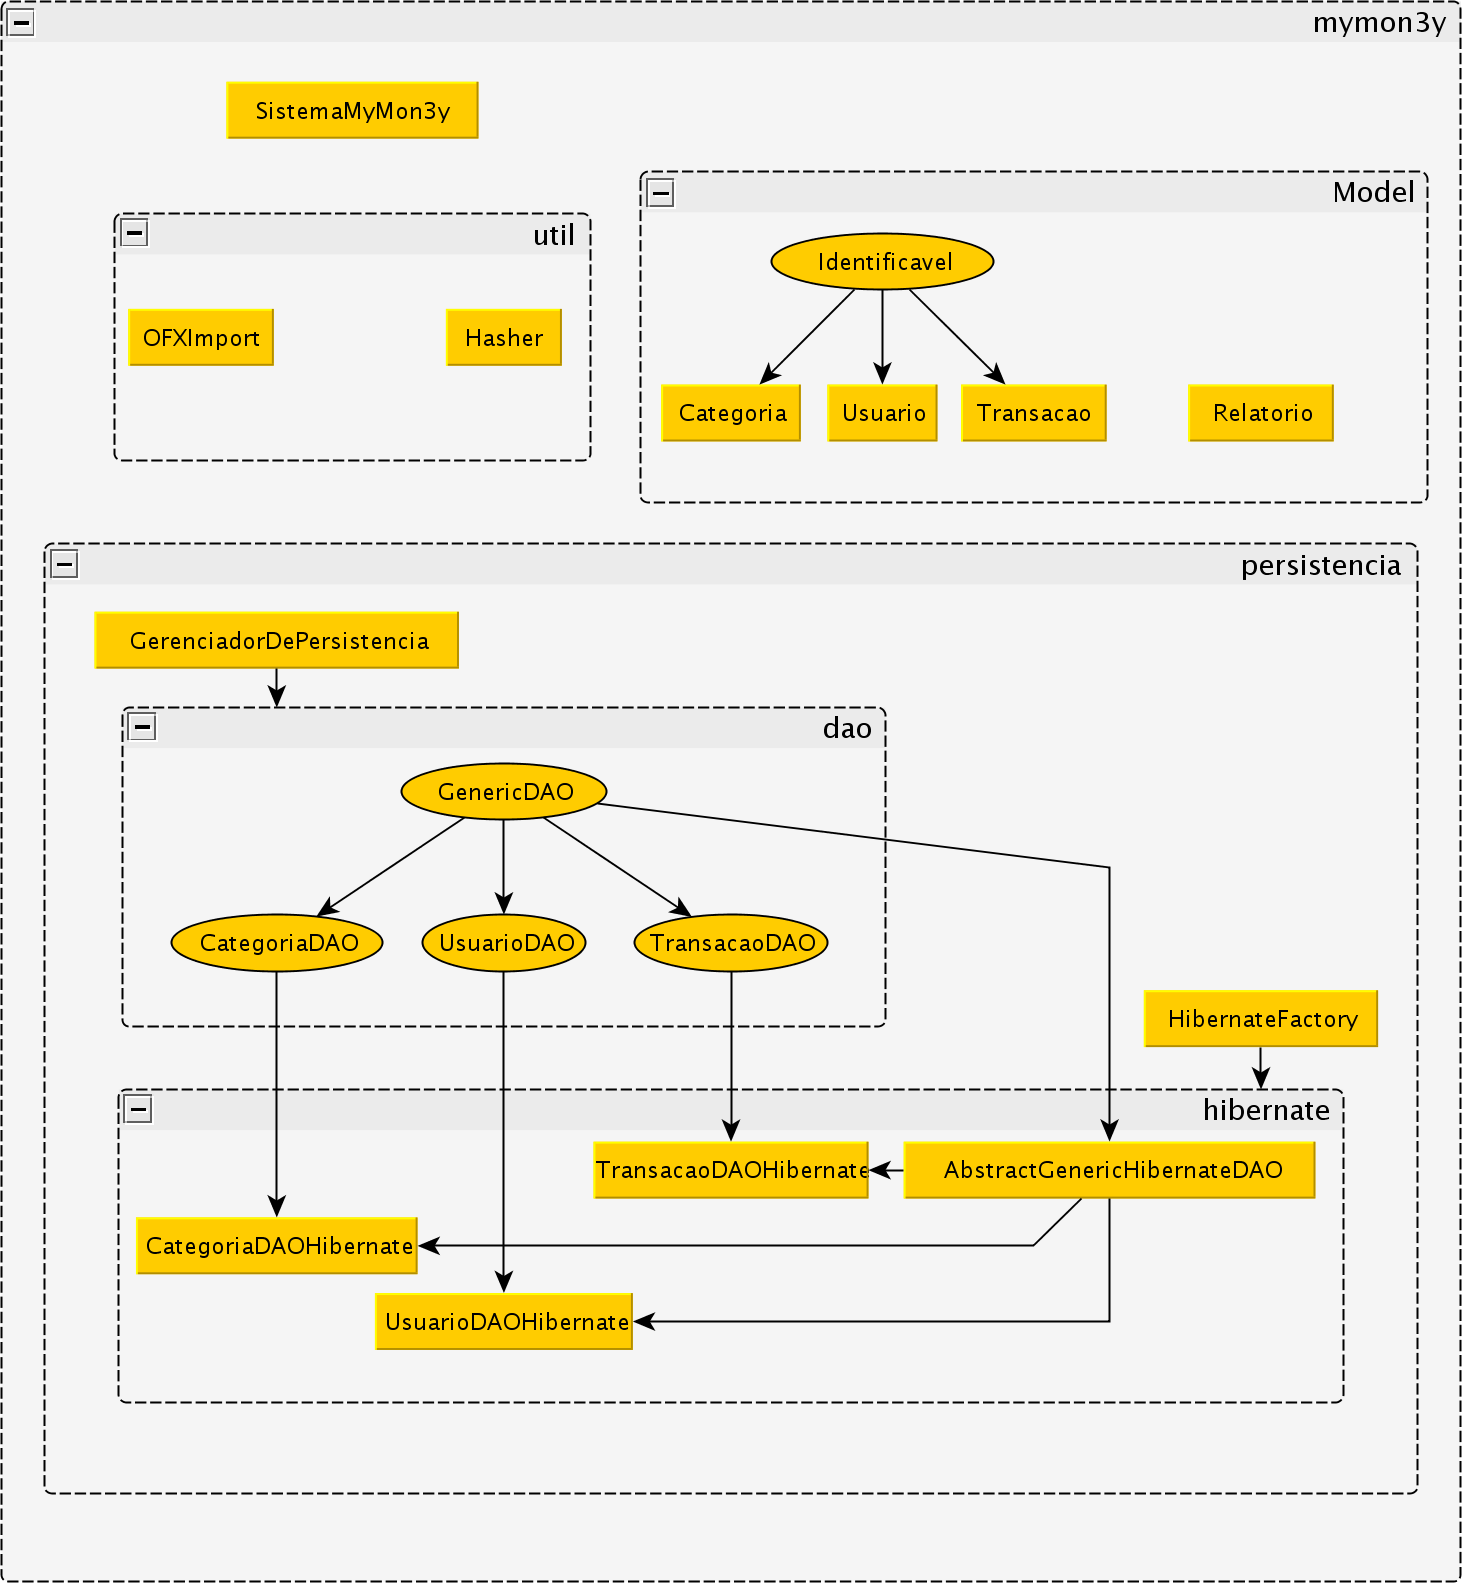 mymon3y
SistemaMyMon3y
Model
util
Identificavel
OFXImport
Hasher
Categoria
Usuario
Transacao
Relatorio
persistencia
GerenciadorDePersistencia
dao
GenericDAO
CategoriaDAO
UsuarioDAO
TransacaoDAO
HibernateFactory
hibernate
TransacaoDAOHibernate
AbstractGenericHibernateDAO
CategoriaDAOHibernate
UsuarioDAOHibernate